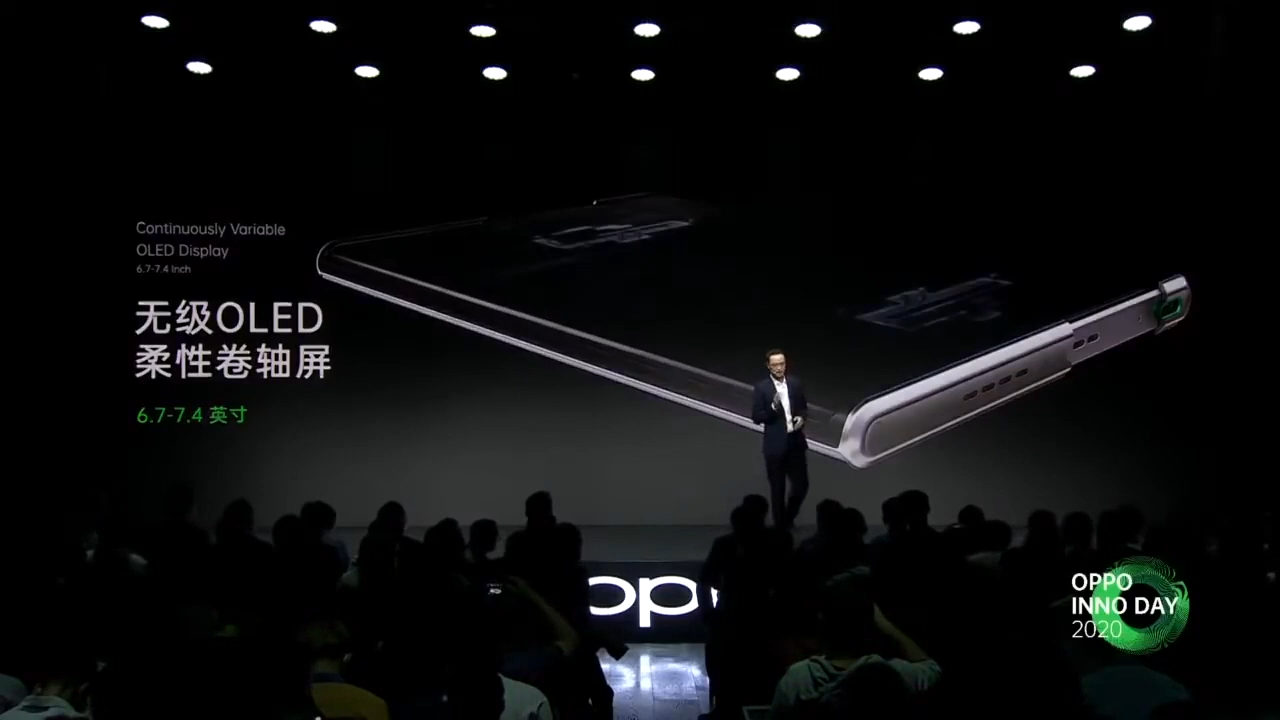 Continuously Variable
OLED Display
6.7-7.4 Inch
无级OLED
柔性卷轴屏
6.7-7.4 英寸
opp
OPPO
INNO DAY
2020